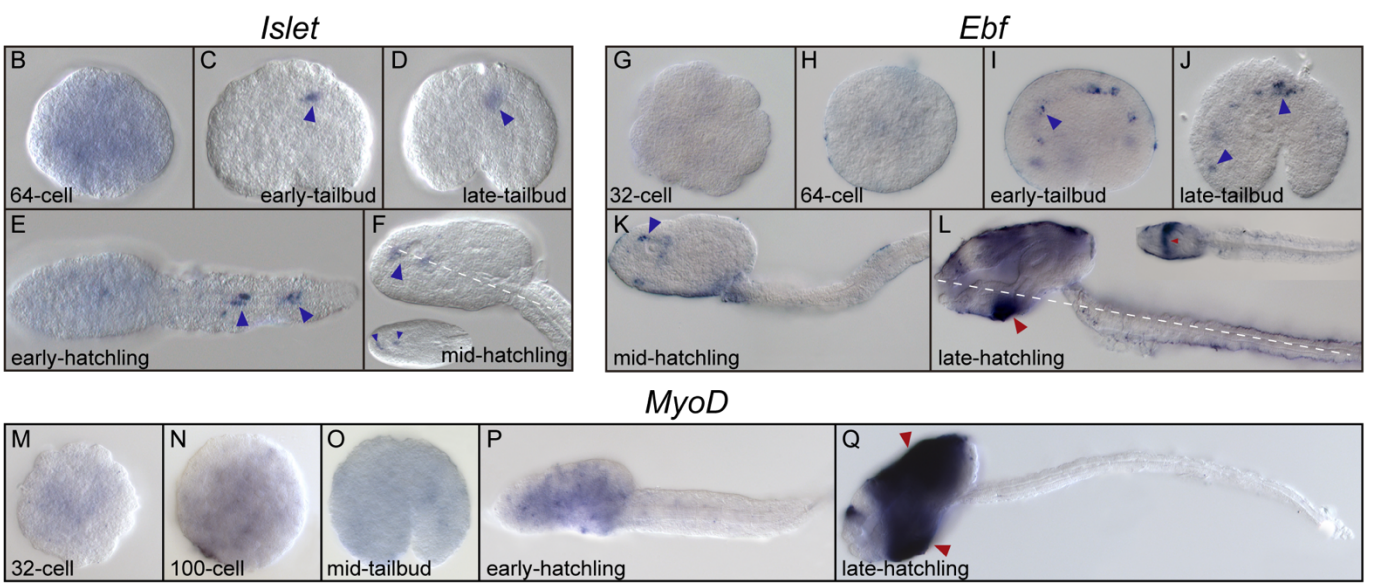 Islet
Ebf
B
64-cell
C
early-tailbud
D
late-tailbud
G
32-cell
H
64-cell
I
early-tailbud
J
late-tailbud
E
early-hatchling
F
mid-hatchling
K
mid-hatchling
L
late-hatchling
MyoD
M
32-cell
N
100-cell
O
mid-tailbud
P
early-hatchling
Q
late-hatchling